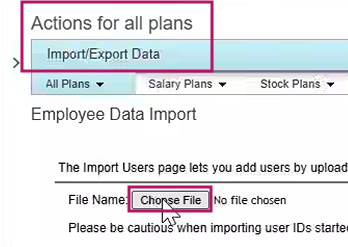 Actions for all plans
Import/Export Data
All Plans Salary Plans Stock Plans
Employee Data Import
The Import Users page lets you add users by upload
File Name: Choose File No file chosen
Please be cautious when importing user IDs starte